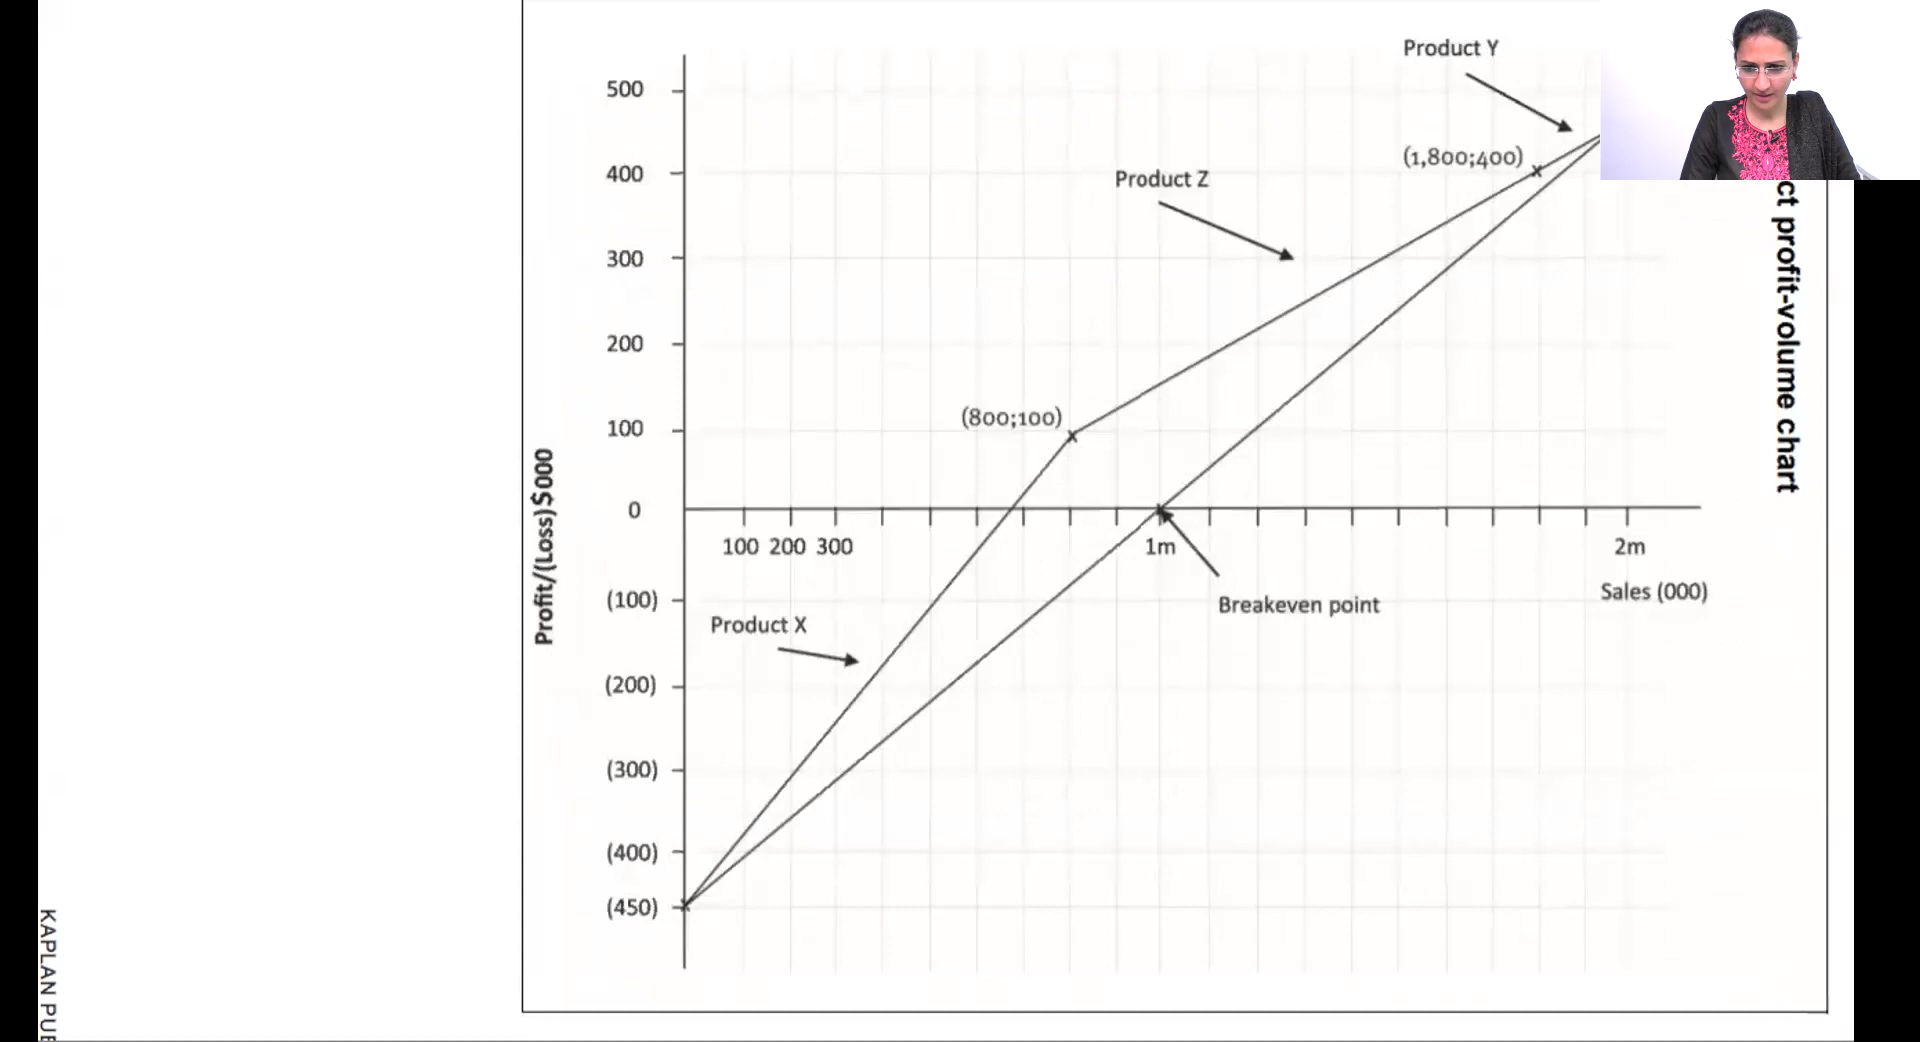 Product Y
500
(1,800;400)
400
Product Z
300
200
(800;100)
100
0
100 200 300
1m
2m
Sales (000)
Breakeven point
(100)
Product X
(200)
(300)
(400)
(450)
Profit/(Loss)$000
ct profit-volume chart
KAPLAN